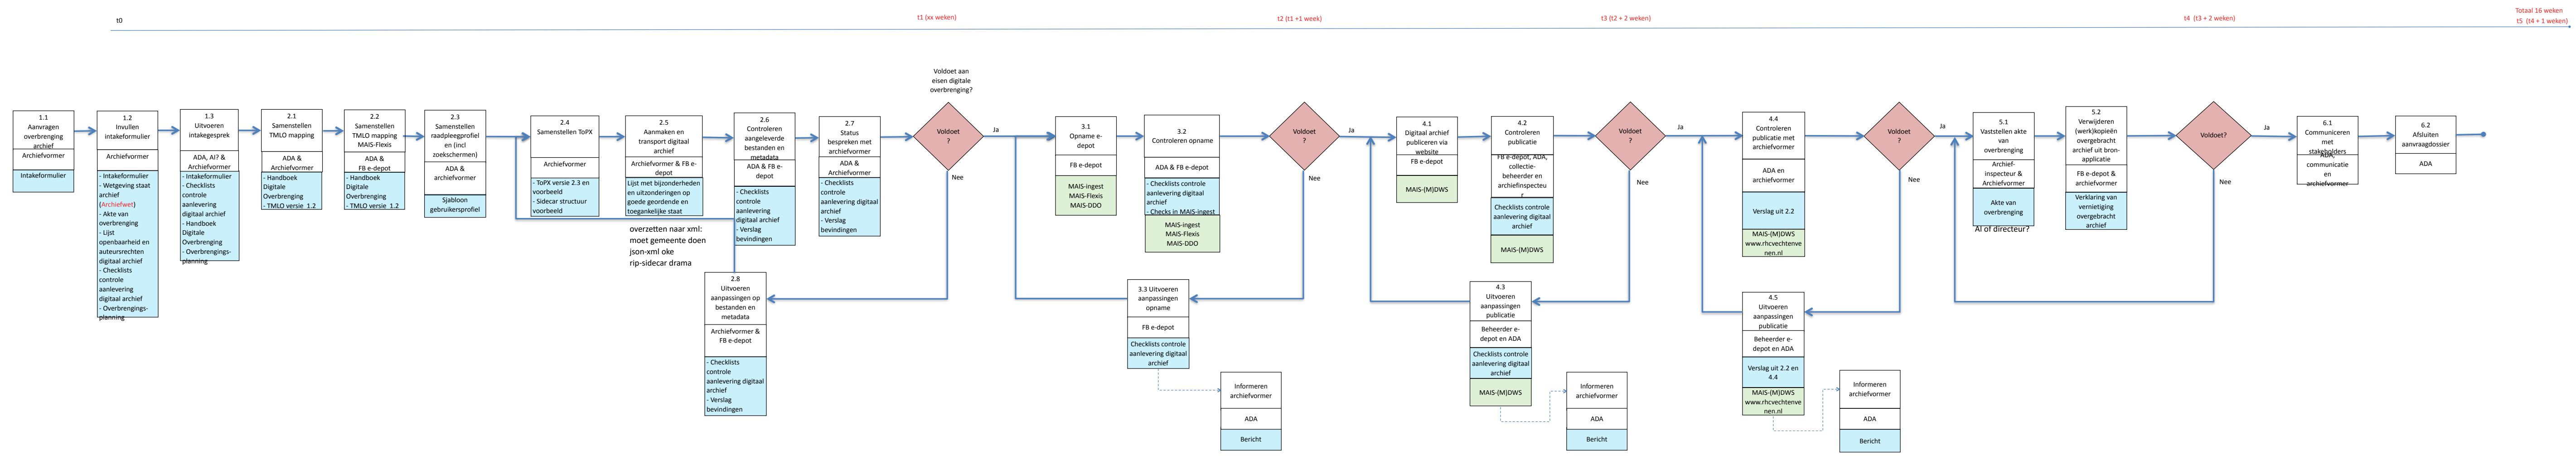 t0
t1 (xx weken)
t2 (t1 +1 week)
t3 (t2 + 2 weken)
t4 (t3 + 2 weken)
Totaal 16 weken
t5 (t4 + 1 weken)
1.1
Aanvragen
overbrenging
archief
Archiefvormer
Intakeformulier
1.2
Invullen
intakeformulier
Archiefvormer
- Intakeformulier
- Wetgeving staat
archief
(Archiefwet)
- Akte van
overbrenging
- Lijst
openbaarheid en
auteursrechten
digitaal archief
- Checklists
controle
aanlevering
digitaal archief
- Overbrengings-
planning
1.3
Uitvoeren
intakegesprek
ADA, AI? &
Archiefvormer
- Intakeformulier
- Checklists
controle
aanlevering
digitaal archief
- Handboek
Digitale
Overbrenging
- Overbrengings-
planning
2.1
Samenstellen
TMLO mapping
ADA &
Archiefvormer
- Handboek
Digitale
Overbrenging
- TMLO versie 1.2
2.2
Samenstellen
TMLO mapping
MAIS-Flexis
ADA &
FB e-depot
- Handboek
Digitale
Overbrenging
- TMLO versie 1.2
2.3
Samenstellen
raadpleegprofiel
en (incl
zoekschermen)
ADA &
archiefvormer
Sjabloon
gebruikersprofiel
2.4
Samenstellen ToPX
Archiefvormer
- ToPX versie 2.3 en
voorbeeld
- Sidecar structuur
voorbeeld
2.5
Aanmaken en
transport digitaal
archief
Archiefvormer & FB e-
depot
Lijst met bijzonderheden
en uitzonderingen op
goede geordende en
toegankelijke staat
overzetten naar xml:
moet gemeente doen
json-xml oke
rip-sidecar drama
2.6
Controleren
aangeleverde
bestanden en
metadata
ADA & FB e-
depot
- Checklists
controle
aanlevering
digitaal archief
- Verslag
bevindingen
2.7
Status
bespreken met
archiefvormer
ADA &
Archiefvormer
- Checklists
controle
aanlevering digitaal
archief
- Verslag
bevindingen
Voldoet aan
eisen digitale
overbrenging?
Voldoet
?
Ja
Nee
2.8
Uitvoeren
aanpassingen op
bestanden en
metadata
Archiefvormer &
FB e-depot
- Checklists
controle
aanlevering digitaal
archief
- Verslag
bevindingen
3.1
Opname e-
depot
FB e-depot
MAIS-ingest
MAIS-Flexis
MAIS-DDO
3.2
Controleren opname
ADA & FB e-depot
- Checklists controle
aanlevering digitaal
archief
- Checks in MAIS-ingest
MAIS-ingest
MAIS-Flexis
MAIS-DDO
Voldoet
?
Ja
Nee
3.3 Uitvoeren
aanpassingen
opname
FB e-depot
Checklists controle
aanlevering digitaal
archief
Informeren
archiefvormer
ADA
Bericht
4.1
Digitaal archief
publiceren via
website
FB e-depot
MAIS-(M)DWS
4.2
Controleren
publicatie
FB e-depot, ADA,
collectie-
beheerder en
archiefinspecteu
r
Checklists controle
aanlevering digitaal
archief
MAIS-(M)DWS
Voldoet
?
Ja
Nee
4.3
Uitvoeren
aanpassingen
publicatie
Beheerder e-
depot en ADA
Checklists controle
aanlevering digitaal
archief
MAIS-(M)DWS
Informeren
archiefvormer
ADA
Bericht
4.4
Controleren
publicatie met
archiefvormer
ADA en
archiefvormer
Verslag uit 2.2
MAIS-(M)DWS
www.rhcvechtenve
nen.nl
Voldoet
?
Ja
Nee
4.5
Uitvoeren
aanpassingen
publicatie
Beheerder e-
depot en ADA
Verslag uit 2.2 en
4.4
MAIS-(M)DWS
www.rhcvechtenve
nen.nl
Informeren
archiefvormer
ADA
Bericht
5.1
Vaststellen akte
van
overbrenging
Archief-
inspecteur &
Archiefvormer
Akte van
overbrenging
AI of directeur?
5.2
Verwijderen
(werk)kopieën
overgebracht
archief uit bron-
applicatie
FB e-depot &
archiefvormer
Verklaring van
vernietiging
overgebracht
archief
Voldoet?
Ja
Nee
6.1
Communiceren
met
stakeholders
ADA,
communicatie
en
archiefvormer
6.2
Afsluiten
aanvraagdossier
ADA